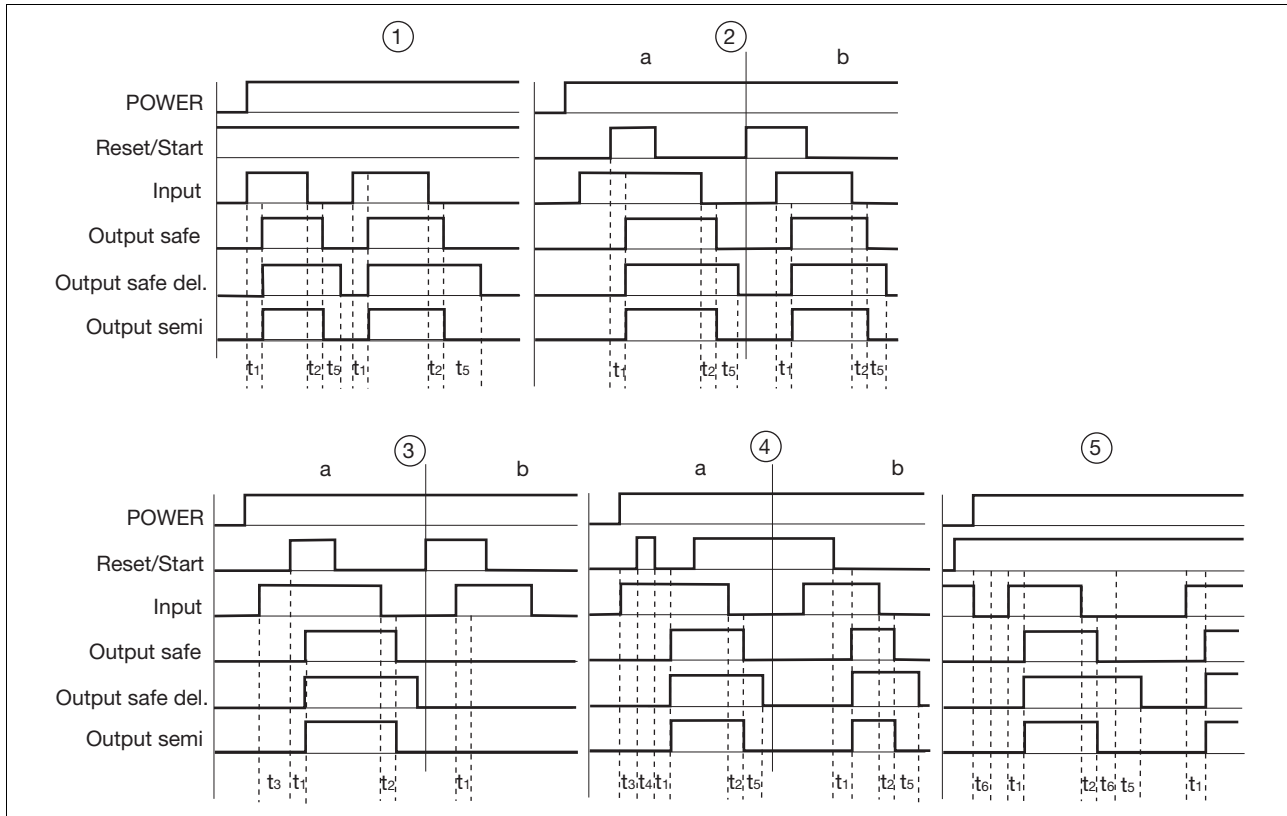 1 2
a b
POWER
Reset/Start
Input
Output safe
Output safe del.
Output semi
t1 t2 t5 t1 t2 t5 t1 t2 t5 t1 t2 t5
3 4 5
a b a b
POWER
Reset/Start
Input
Output safe
Output safe del.
Output semi
t3 t1 t2 t1 t3 t4 t1 t2 t5 t1 t2 t5 t6 t1 t2 t6 t5 t1